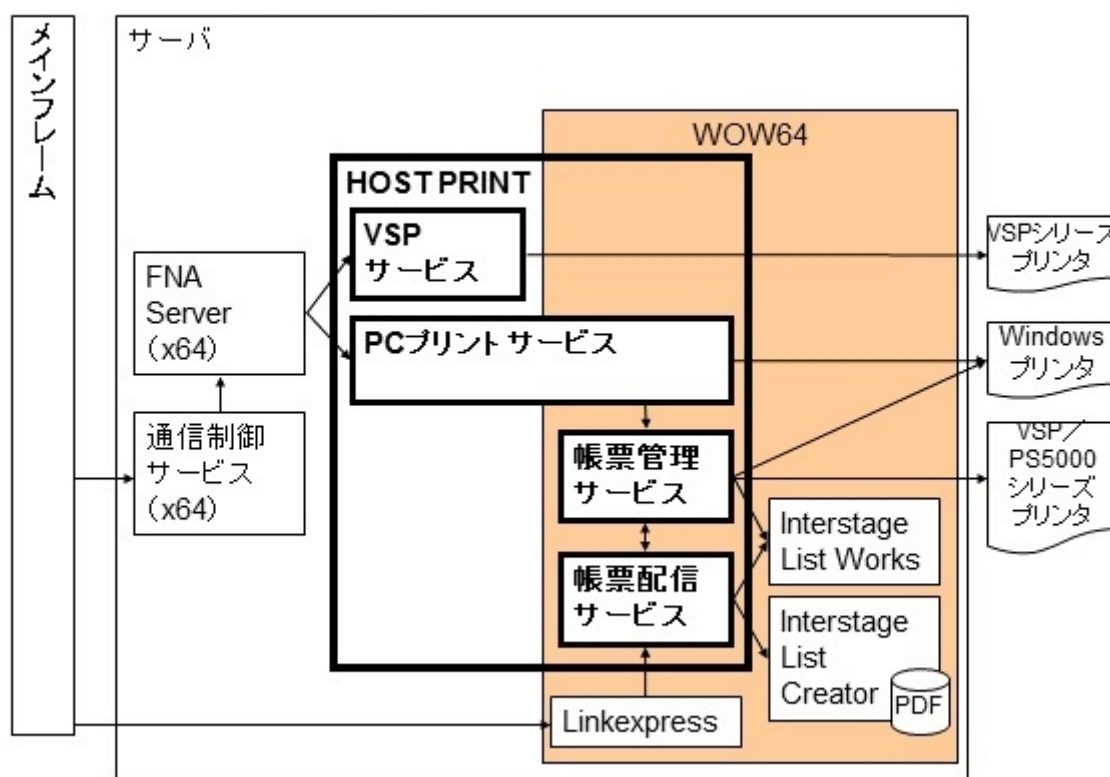 メインフレーム
サーバ
WOW64
HOST PRINT
VSP
サービス
PCプリント サービス
FNA
Server
(x64)
通信制御
サービス
(x64)
帳票管理
サービス
帳票配信
サービス
Linkexpress
Interstage
List Works
Interstage
List
Creator
PDF
VSPシリーズ
プリンタ
Windows
プリンタ
VSP/
PS5000
シリーズ
プリンタ